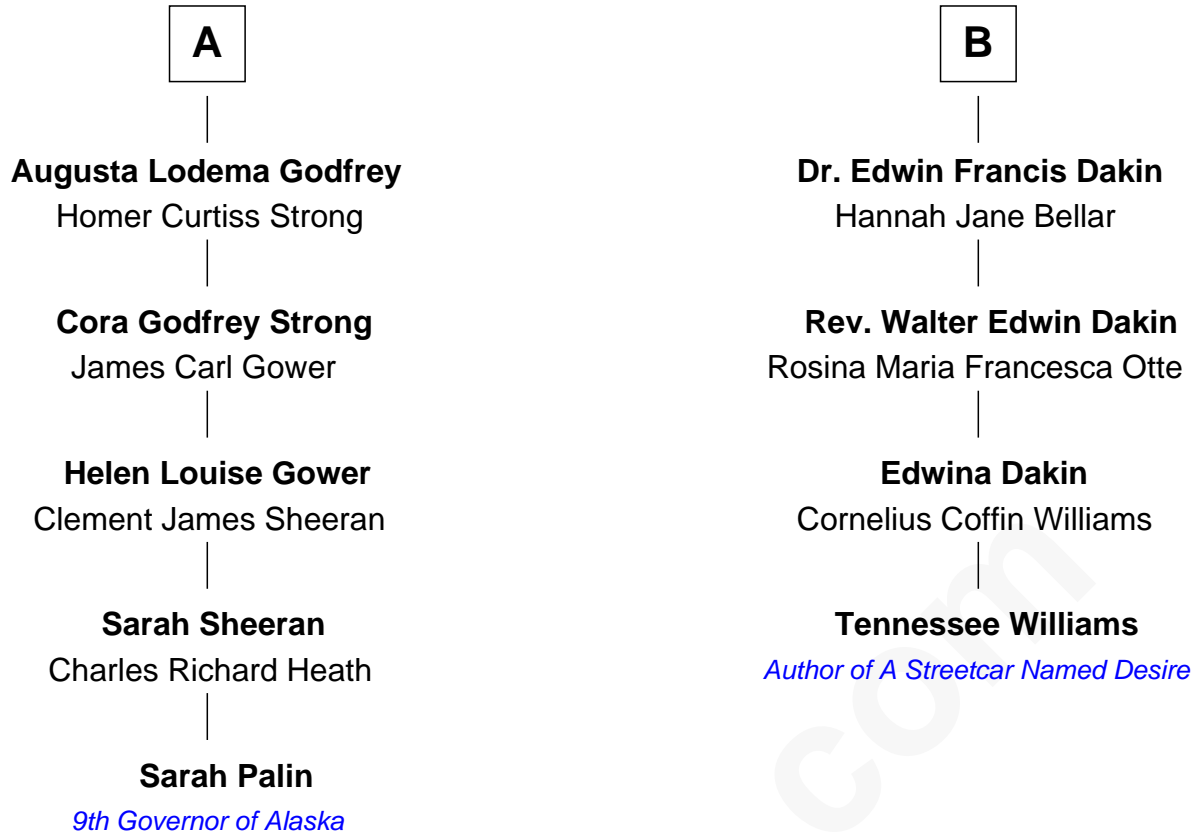 A
Augusta Lodema Godfrey
Homer Curtiss Strong
Cora Godfrey Strong
James Carl Gower
Helen Louise Gower
Clement James Sheeran
Sarah Sheeran
Charles Richard Heath
Sarah Palin
9th Governor of Alaska
B
Dr. Edwin Francis Dakin
Hannah Jane Bellar
Rev. Walter Edwin Dakin
Rosina Maria Francesca Otte
Edwina Dakin
Cornelius Coffin Williams
Tennessee Williams
Author of A Streetcar Named Desire
com